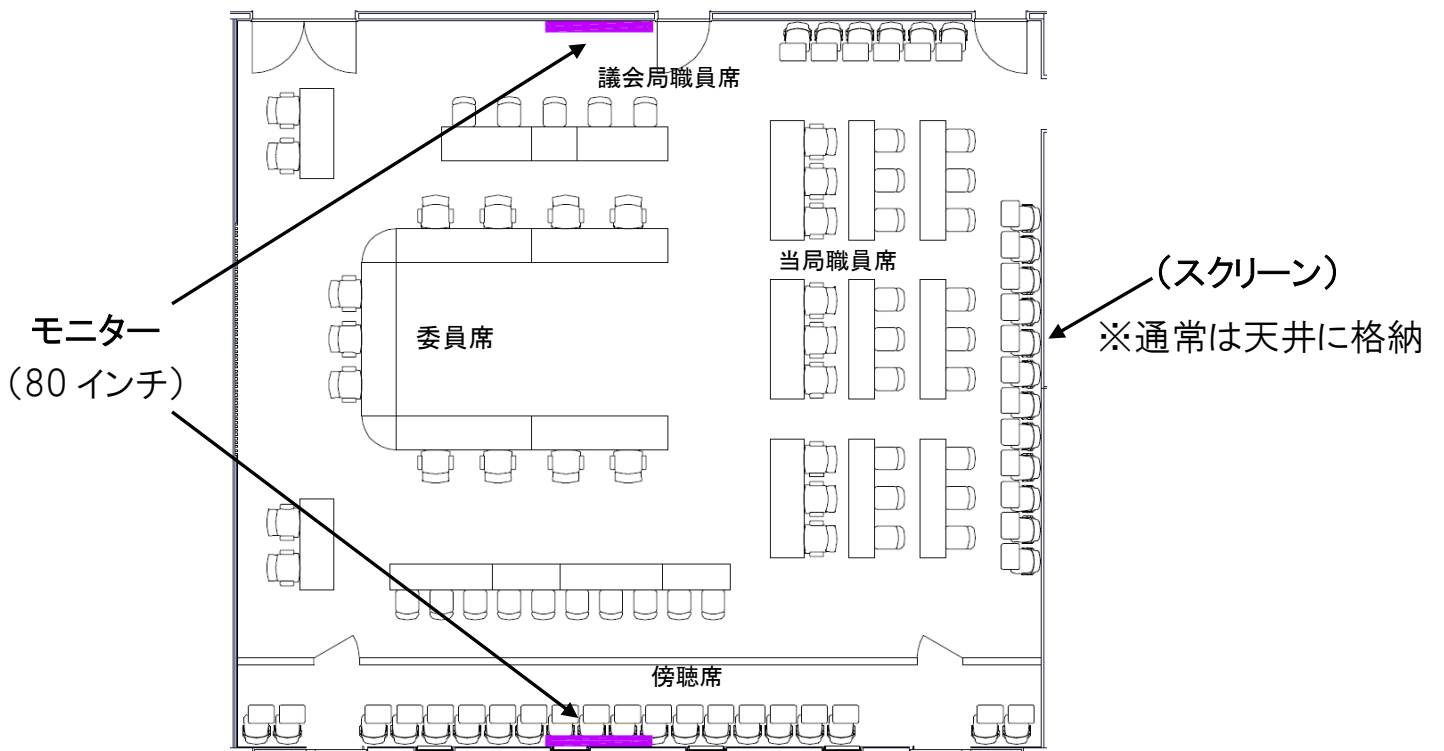 議会局職員席
当局職員席
(スクリーン)
※通常は天井に格納
モニター
(80 インチ)
委員席
傍聴席